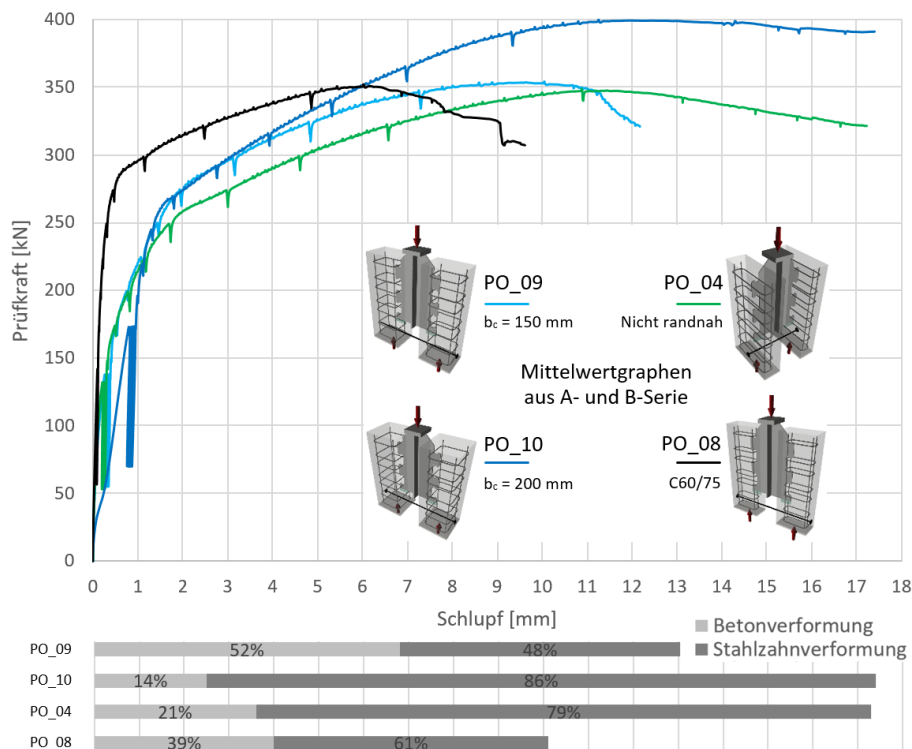 400
350
300
250
200
150
100
50
0
Prüfkraft [kN]
PO_09
bc = 150 mm
PO_04
Nicht randnah
Mittelwertgraphen
aus A- und B-Serie
PO_10
bc = 200 mm
PO_08
C60/75
0 1 2 3 4 5 6 7 8 9 10 11 12 13 14 15 16 17 18
Schlupf [mm]
Betonverformung
Stahlzahnverformung
PO_09 52% 48%
PO_10 14% 86%
PO_04 21% 79%
PO_08 39% 61%